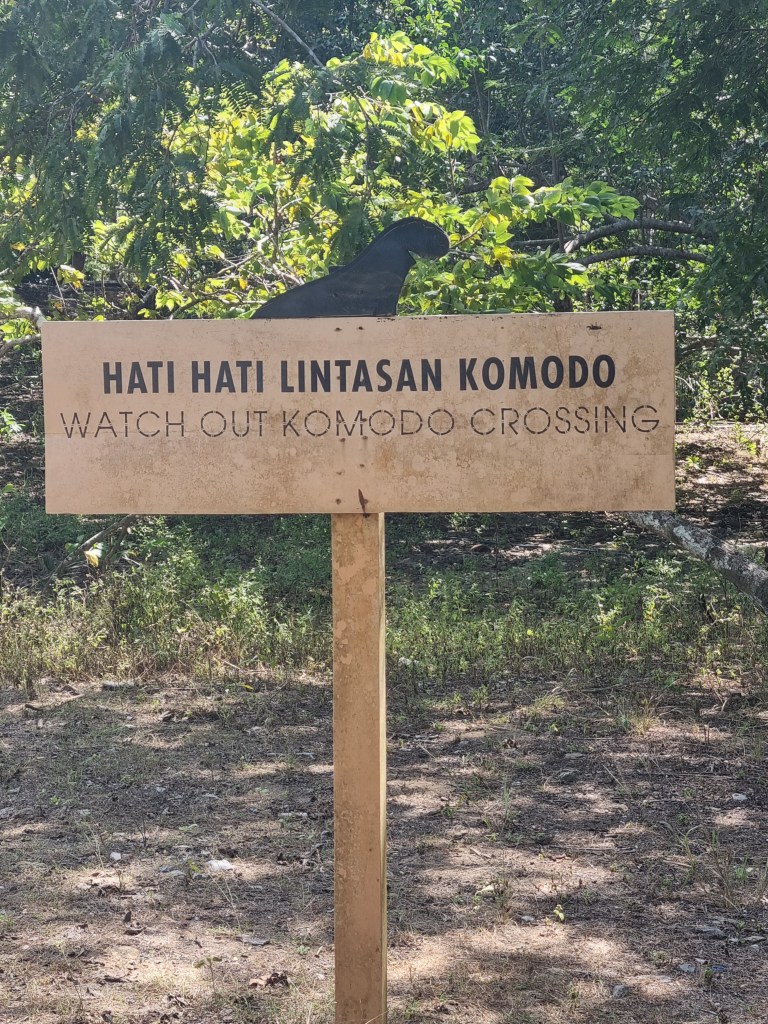 HATI HATI LINTASAN KOMODO
WATCH OUT KOMODO CROSSING